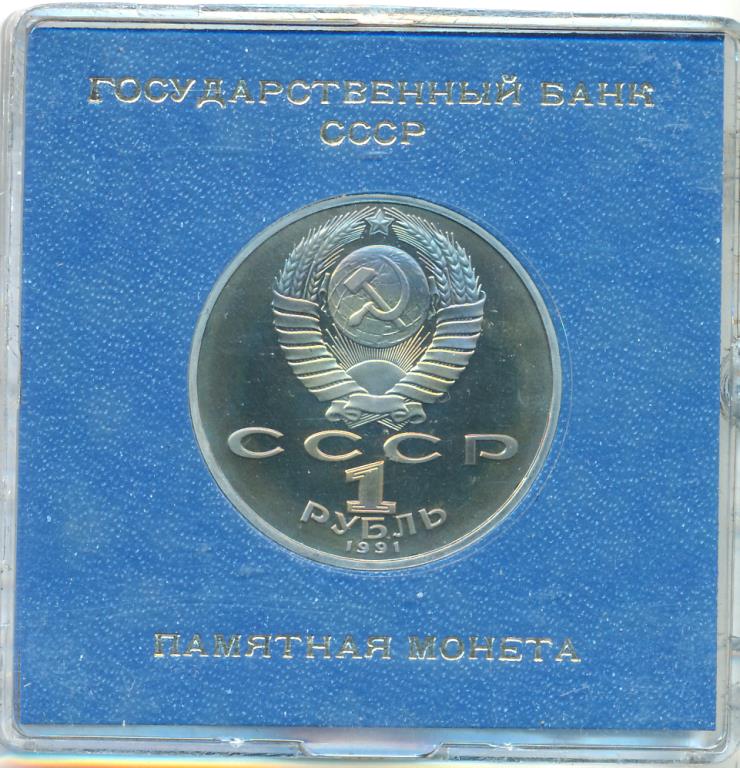 ГОСУДАРСТВЕННЫЙ БАНК
СССР
СССР
1
РУБЛЬ
1991
ПАМЯТНАЯ МОНЕТА